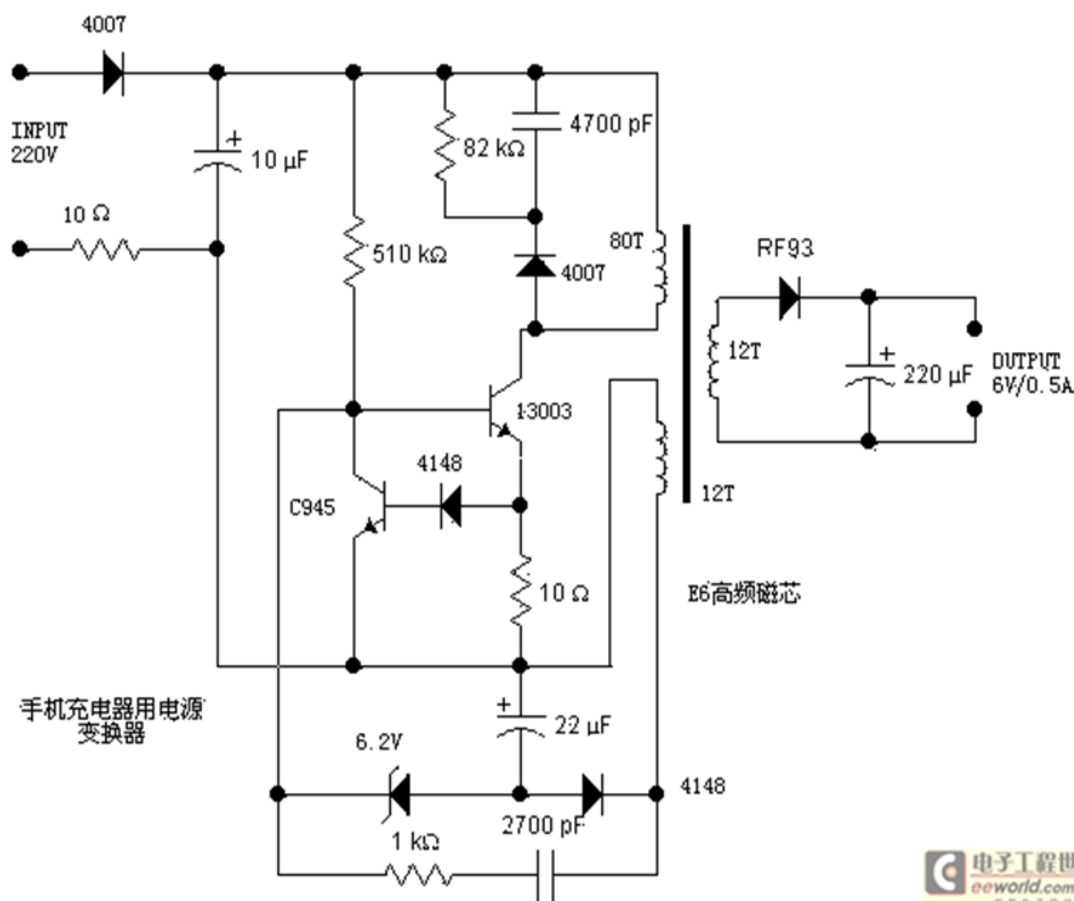 4007
INPUT
220V
10 μF
10 Ω
82 kΩ
4700 pF
510 kΩ
4007
80T
RF93
12T
220 μF
DUTPUT
6V/0.5A
13003
4148
C945
12T
10 Ω
E6高频磁芯
手机充电器用电源
变换器
22 μF
6.2V
4148
2700 pF
1 kΩ
电子工程世
eeworld.com